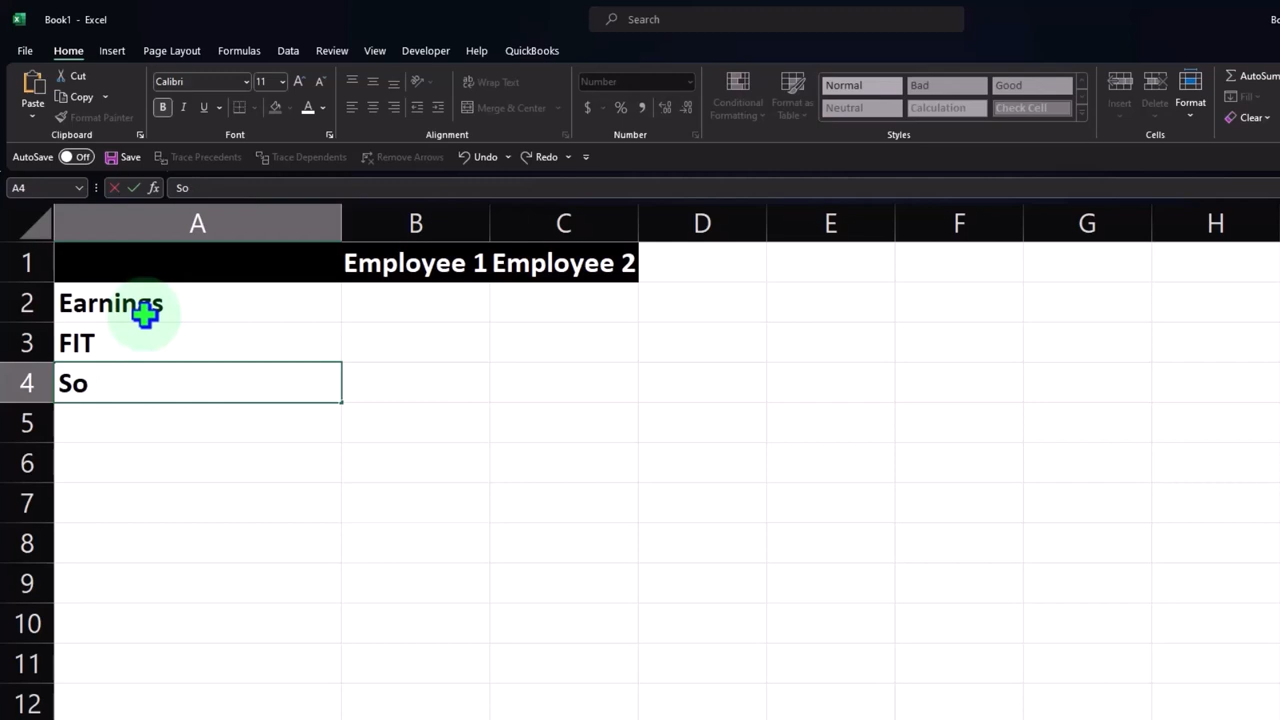 Book1 - Excel
Search
Bo
File Home Insert Page Layout Formulas Data Review View Developer Help QuickBooks
Paste
Cut
Copy
Format Painter
Clipboard
Calibri 11 A A
B I U A
Font
Wrap Text
Merge & Center
Alignment
Number
$ % ,
Number
Conditional Formatting
Format as Table
Normal Bad Good
Neutral Calculation Check Cell
Styles
Insert Delete Format
Cells
AutoSum
Fill
Clear
AutoSave Off Save Trace Precedents Trace Dependents Remove Arrows Undo Redo
A4 fx So
A B C D E F G H
1 Employee 1 Employee 2
2 Earnings
3 FIT
4 So
5
6
7
8
9
10
11
12